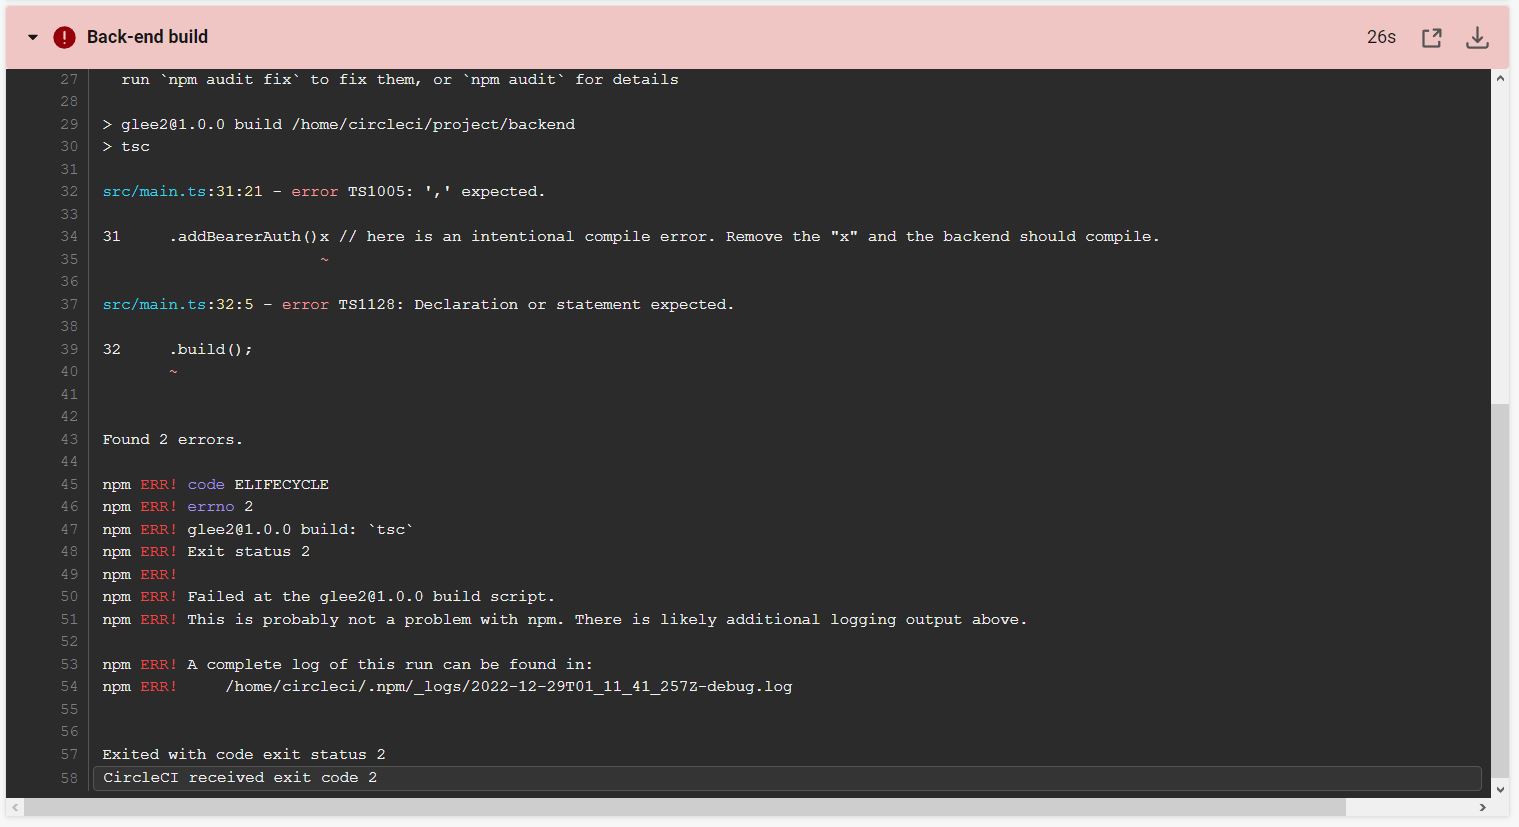 Back-end build 26s
27 run `npm audit fix` to fix them, or `npm audit` for details
28
29 > glee2@1.0.0 build /home/circleci/project/backend
30 > tsc
31
32 src/main.ts:31:21 - error TS1005: ',' expected.
33
34 31 .addBearerAuth()x // here is an intentional compile error. Remove the "x" and the backend should compile.
35 ~
36
37 src/main.ts:32:5 - error TS1128: Declaration or statement expected.
38
39 32 .build();
40 ~
41
42
43 Found 2 errors.
44
45 npm ERR! code ELIFECYCLE
46 npm ERR! errno 2
47 npm ERR! glee2@1.0.0 build: `tsc`
48 npm ERR! Exit status 2
49 npm ERR!
50 npm ERR! Failed at the glee2@1.0.0 build script.
51 npm ERR! This is probably not a problem with npm. There is likely additional logging output above.
52
53 npm ERR! A complete log of this run can be found in:
54 npm ERR! /home/circleci/.npm/_logs/2022-12-29T01_11_41_257Z-debug.log
55
56
57 Exited with code exit status 2
58 CircleCI received exit code 2